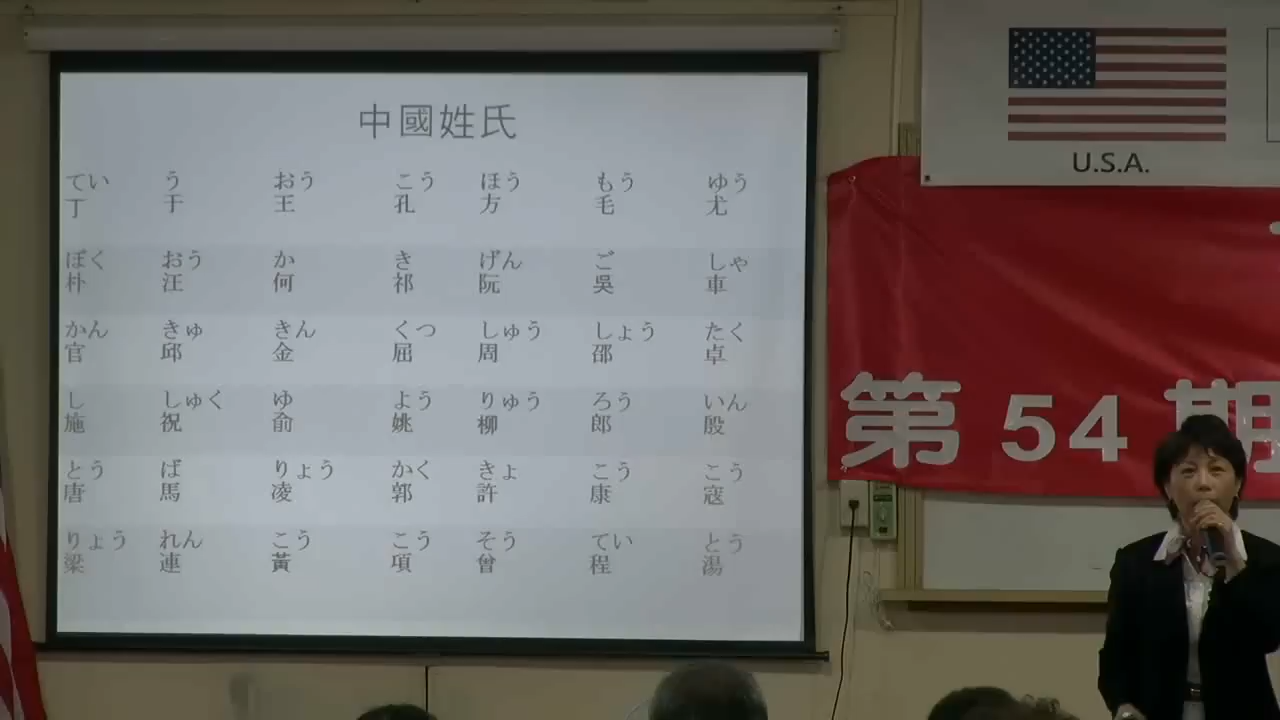 中國姓氏
てい う おう こう ほう もう ゆう
丁 于 王 孔 方 毛 尤
ぼく おう か き げん ご しゃ
朴 汪 何 祁 阮 吳 車
かん きゅ きん くつ しゅう しょう たく
官 邱 金 屈 周 邵 卓
し しゅく ゆ よう りゅう ろう いん
施 祝 俞 姚 柳 郎 殷
とう ば りょう かく きょ こう こう
唐 馬 凌 郭 許 康 寇
りょう れん こう こう そう てい とう
梁 連 黃 項 曾 程 湯
U.S.A.
第 54 期